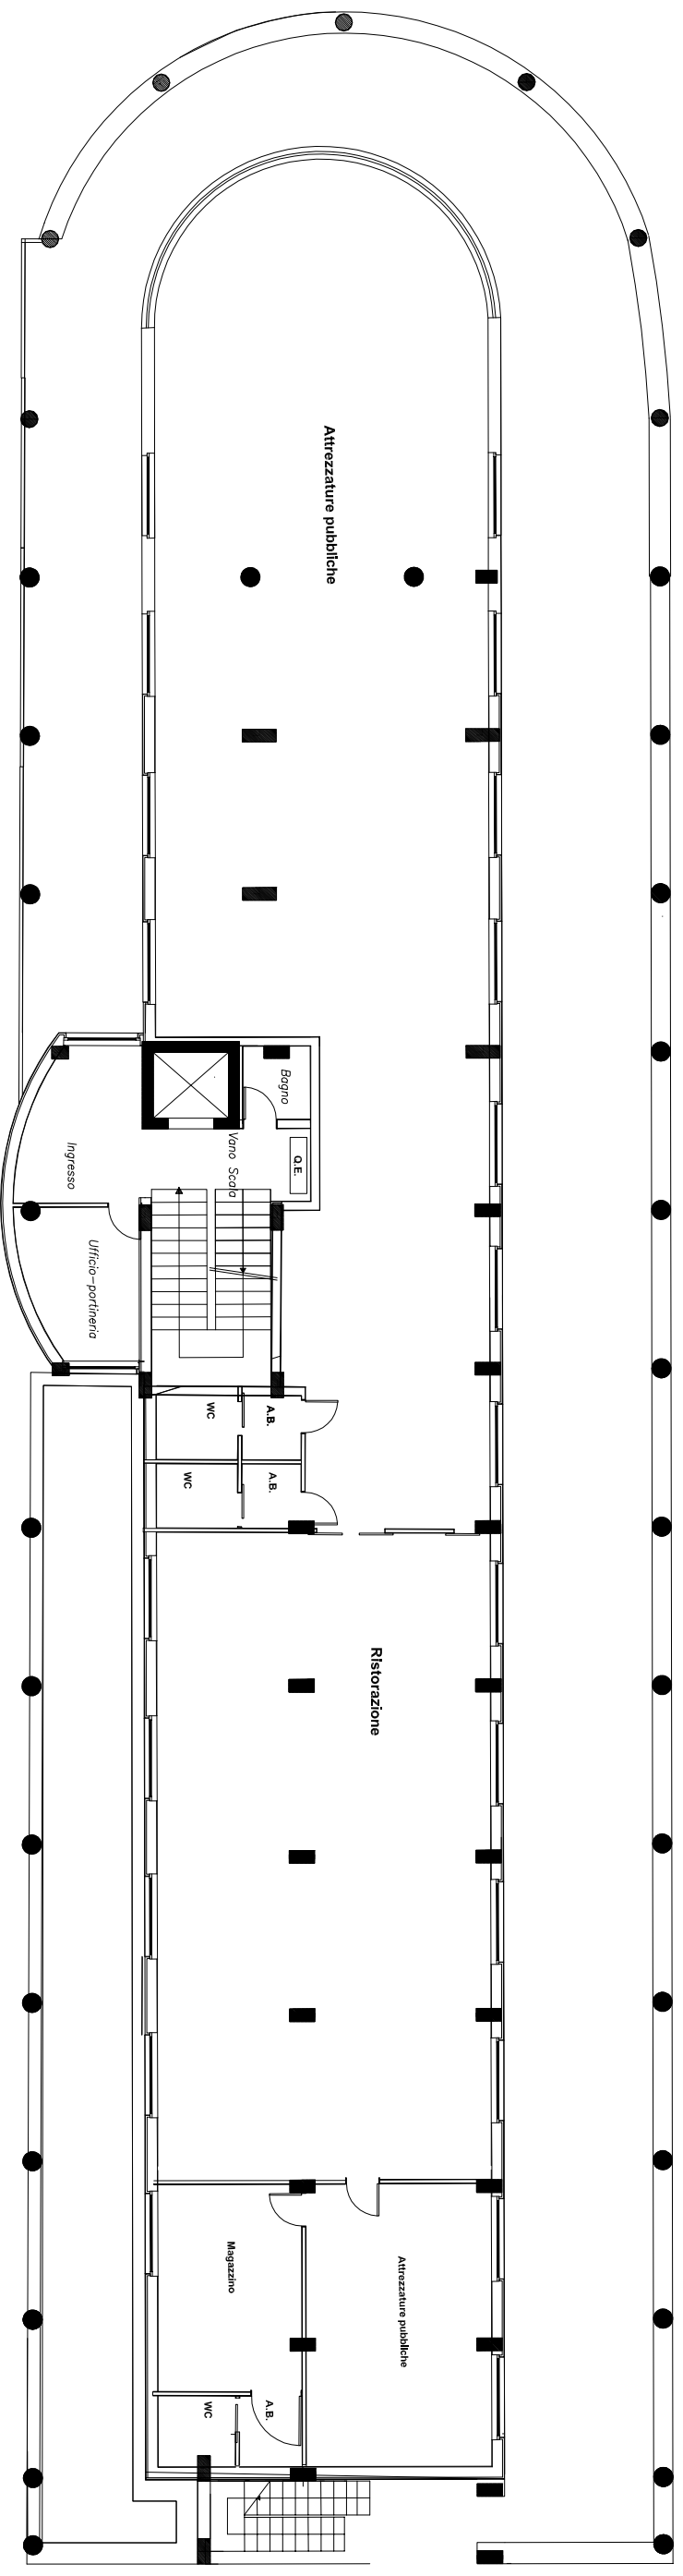 Attrezzature pubbliche
Bagno
Vano Scala
Q.E.
Ingresso
Ufficio-portineria
WC
A.B.
WC
A.B.
Ristorazione
Magazzino
Attrezzature pubbliche
WC
A.B.